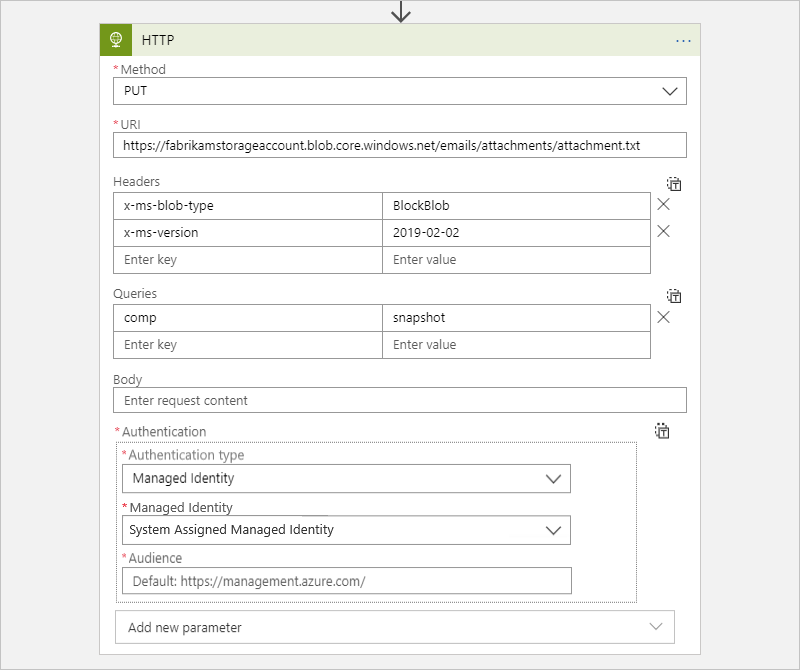 HTTP ...
* Method
PUT
* URI
https://fabrikamstorageaccount.blob.core.windows.net/emails/attachments/attachment.txt
Headers
x-ms-blob-type BlockBlob
x-ms-version 2019-02-02
Enter key Enter value
Queries
comp snapshot
Enter key Enter value
Body
Enter request content
* Authentication
* Authentication type
Managed Identity
* Managed Identity
System Assigned Managed Identity
* Audience
Default: https://management.azure.com/
Add new parameter